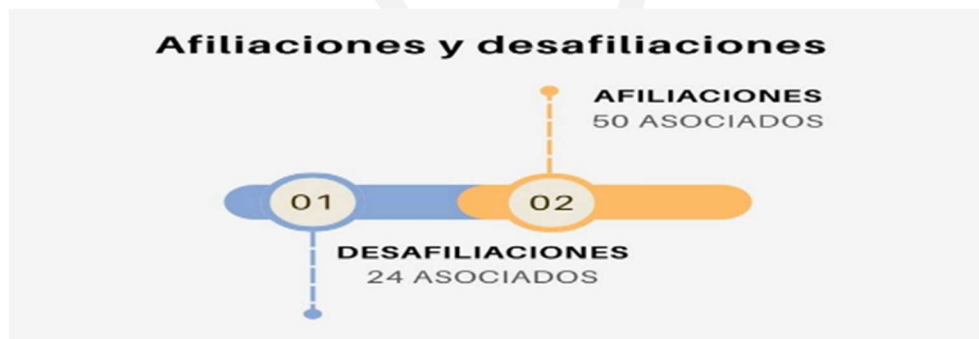 Afiliaciones y desafiliaciones
AFILIACIONES
50 ASOCIADOS
01
02
DESAFILIACIONES
24 ASOCIADOS